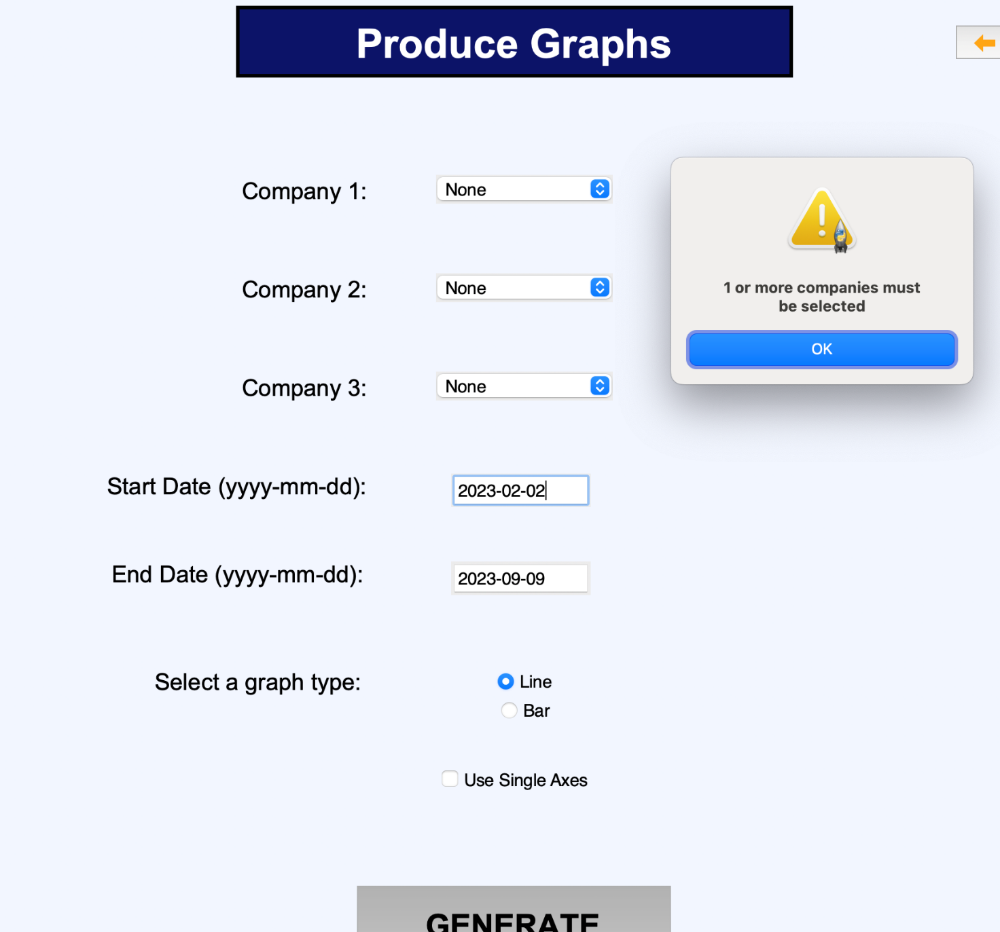 Produce Graphs
Company 1:
None
Company 2:
None
Company 3:
None
1 or more companies must
be selected
OK
Start Date (yyyy-mm-dd):
2023-02-02
End Date (yyyy-mm-dd):
2023-09-09
Select a graph type:
Line
Bar
Use Single Axes
GENERATE